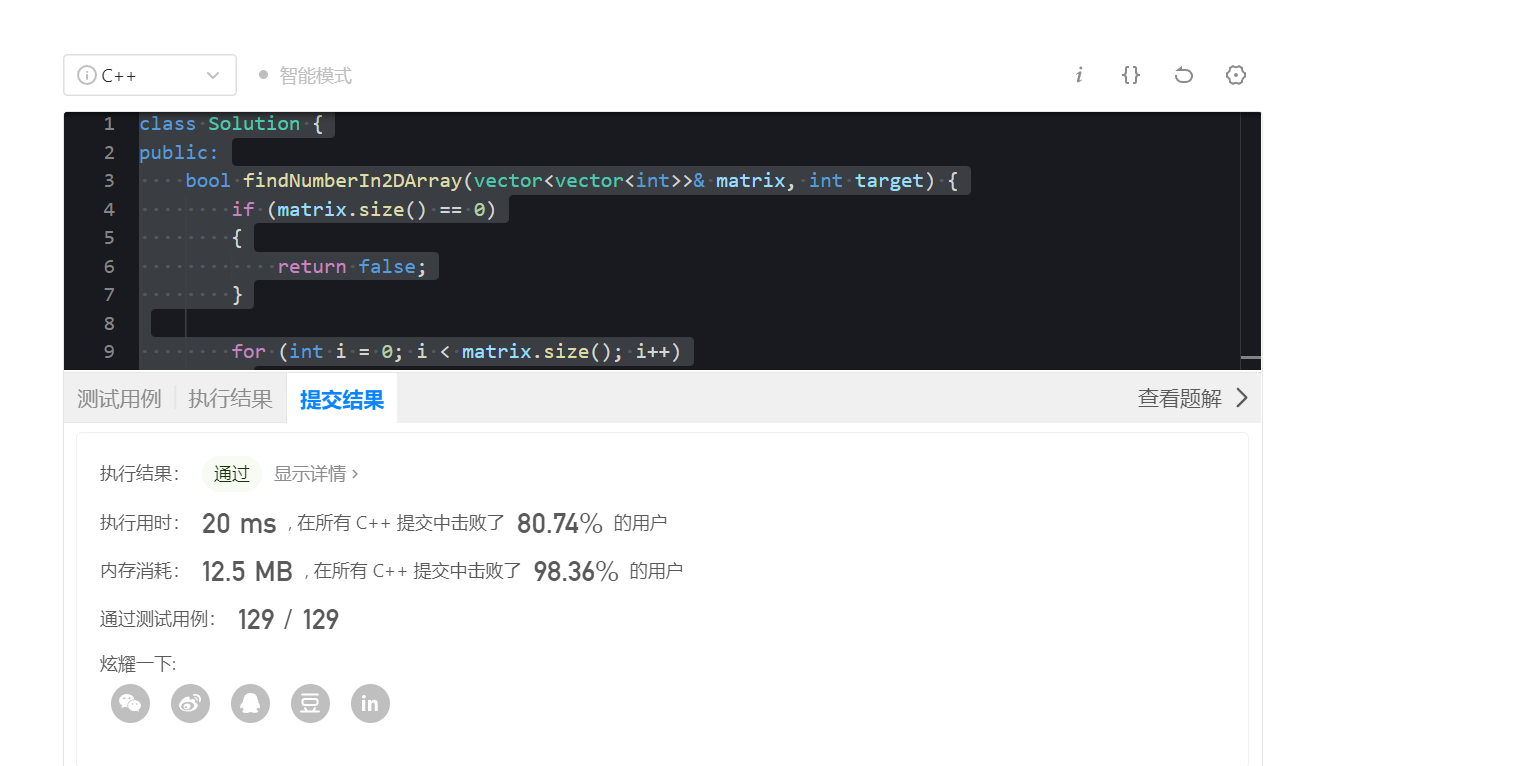 C++ 智能模式 i {}
1 class Solution {
2 public:
3 bool findNumberIn2DArray(vector<vector<int>>& matrix, int target) {
4 if (matrix.size() == 0)
5 {
6 return false;
7 }
8
9 for (int i = 0; i < matrix.size(); i++)
测试用例 执行结果 提交结果 查看题解
执行结果： 通过 显示详情 ›
执行用时： 20 ms , 在所有 C++ 提交中击败了 80.74% 的用户
内存消耗： 12.5 MB , 在所有 C++ 提交中击败了 98.36% 的用户
通过测试用例： 129 / 129
炫耀一下:
豆 in